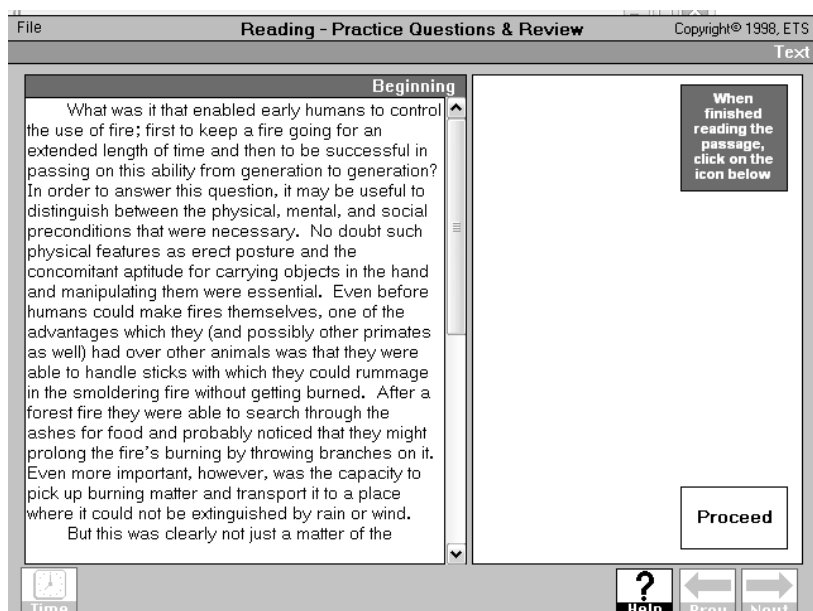 File
Reading - Practice Questions & Review
Copyright© 1998, ETS
Text
Beginning
What was it that enabled early humans to control
the use of fire; first to keep a fire going for an
extended length of time and then to be successful in
passing on this ability from generation to generation?
In order to answer this question, it may be useful to
distinguish between the physical, mental, and social
preconditions that were necessary. No doubt such
physical features as erect posture and the
concomitant aptitude for carrying objects in the hand
and manipulating them were essential. Even before
humans could make fires themselves, one of the
advantages which they (and possibly other primates
as well) had over other animals was that they were
able to handle sticks with which they could rummage
in the smoldering fire without getting burned. After a
forest fire they were able to search through the
ashes for food and probably noticed that they might
prolong the fire's burning by throwing branches on it.
Even more important, however, was the capacity to
pick up burning matter and transport it to a place
where it could not be extinguished by rain or wind.
But this was clearly not just a matter of the
When
finished
reading the
passage,
click on the
icon below
Proceed
Time
?
Help
Prev
Next